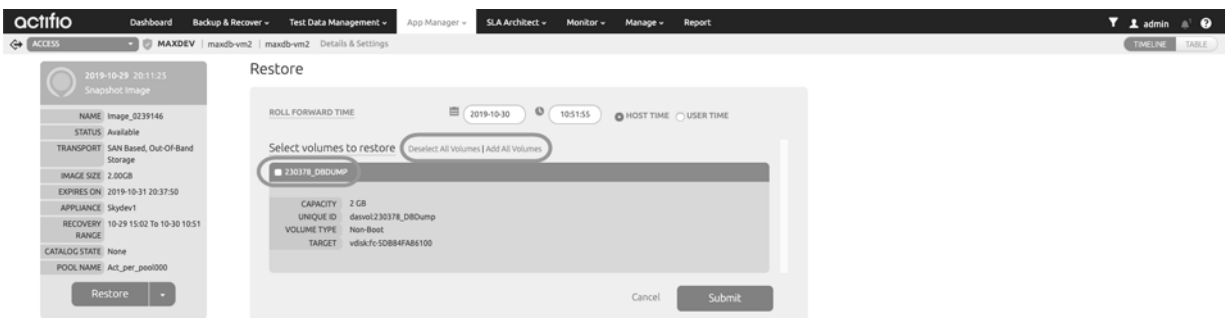 actifio Dashboard Backup & Recover Test Data Management App Manager SLA Architect Monitor Manage Report admin ?
ACCESS MAXDEV | maxdb-vm2 | maxdb-vm2 Details & Settings TIMELINE TABLE
2019-10-29 20:11:25
Snapshot Image
NAME Image_0239146
STATUS Available
TRANSPORT SAN Based, Out-Of-Band
Storage
IMAGE SIZE 2.00GB
EXPIRES ON 2019-10-31 20:37:50
APPLIANCE Skydev1
RECOVERY 10-29 15:02 To 10-30 10:51
RANGE
CATALOG STATE None
POOL NAME Act_per_pool000
Restore
Restore
ROLL FORWARD TIME 2019-10-30 10:51:55 HOST TIME USER TIME
Select volumes to restore Deselect All Volumes | Add All Volumes
230378_DBDUMP
CAPACITY 2 GB
UNIQUE ID dasvol:230378_DBDump
VOLUME TYPE Non-Boot
TARGET vdisk:fc-5DB84FAB6100
Cancel Submit